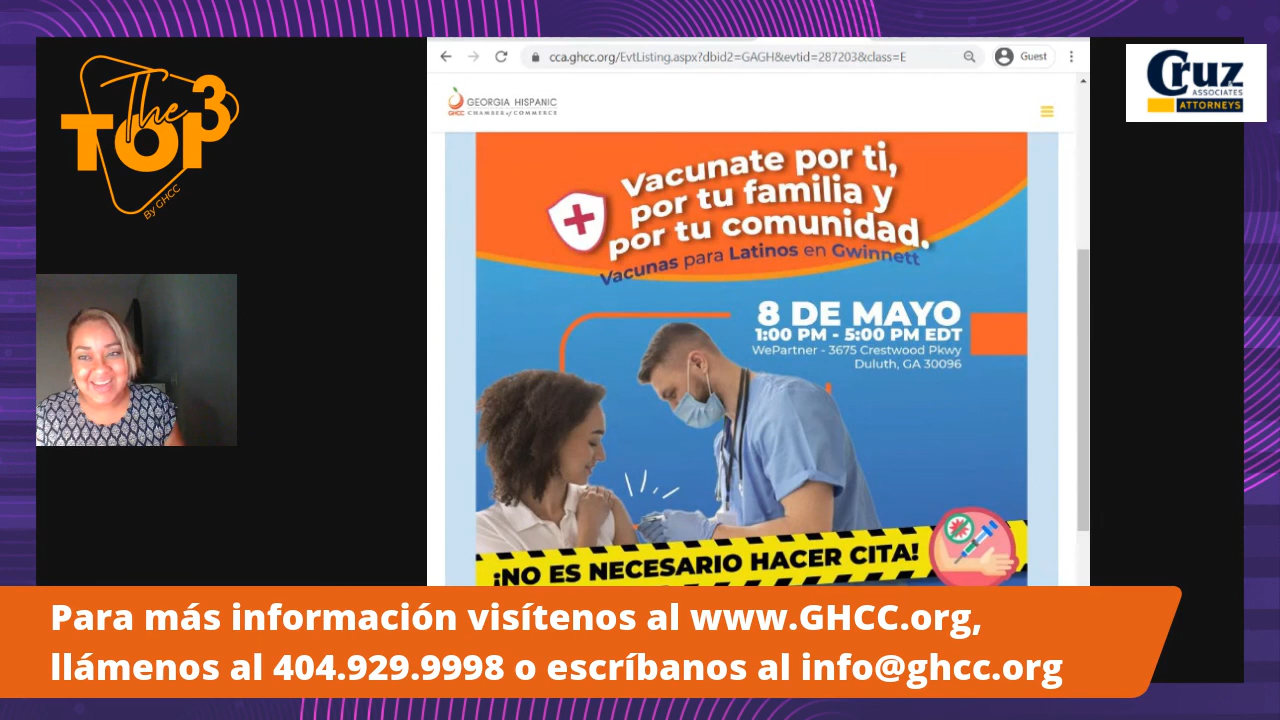 The
TOP 3
By GHCC
cca.ghcc.org/EvtListing.aspx?dbid2=GAGH&evtid=287203&class=E
Guest
GEORGIA HISPANIC
GHCC CHAMBER of COMMERCE
Cruz
ASSOCIATES
ATTORNEYS
Vacunate por ti,
por tu familia y
por tu comunidad.
Vacunas para Latinos en Gwinnett
8 DE MAYO
1:00 PM - 5:00 PM EDT
WePartner - 3675 Crestwood Pkwy
Duluth, GA 30096
¡NO ES NECESARIO HACER CITA!
Para más información visítenos al www.GHCC.org,
llámenos al 404.929.9998 o escríbanos al info@ghcc.org